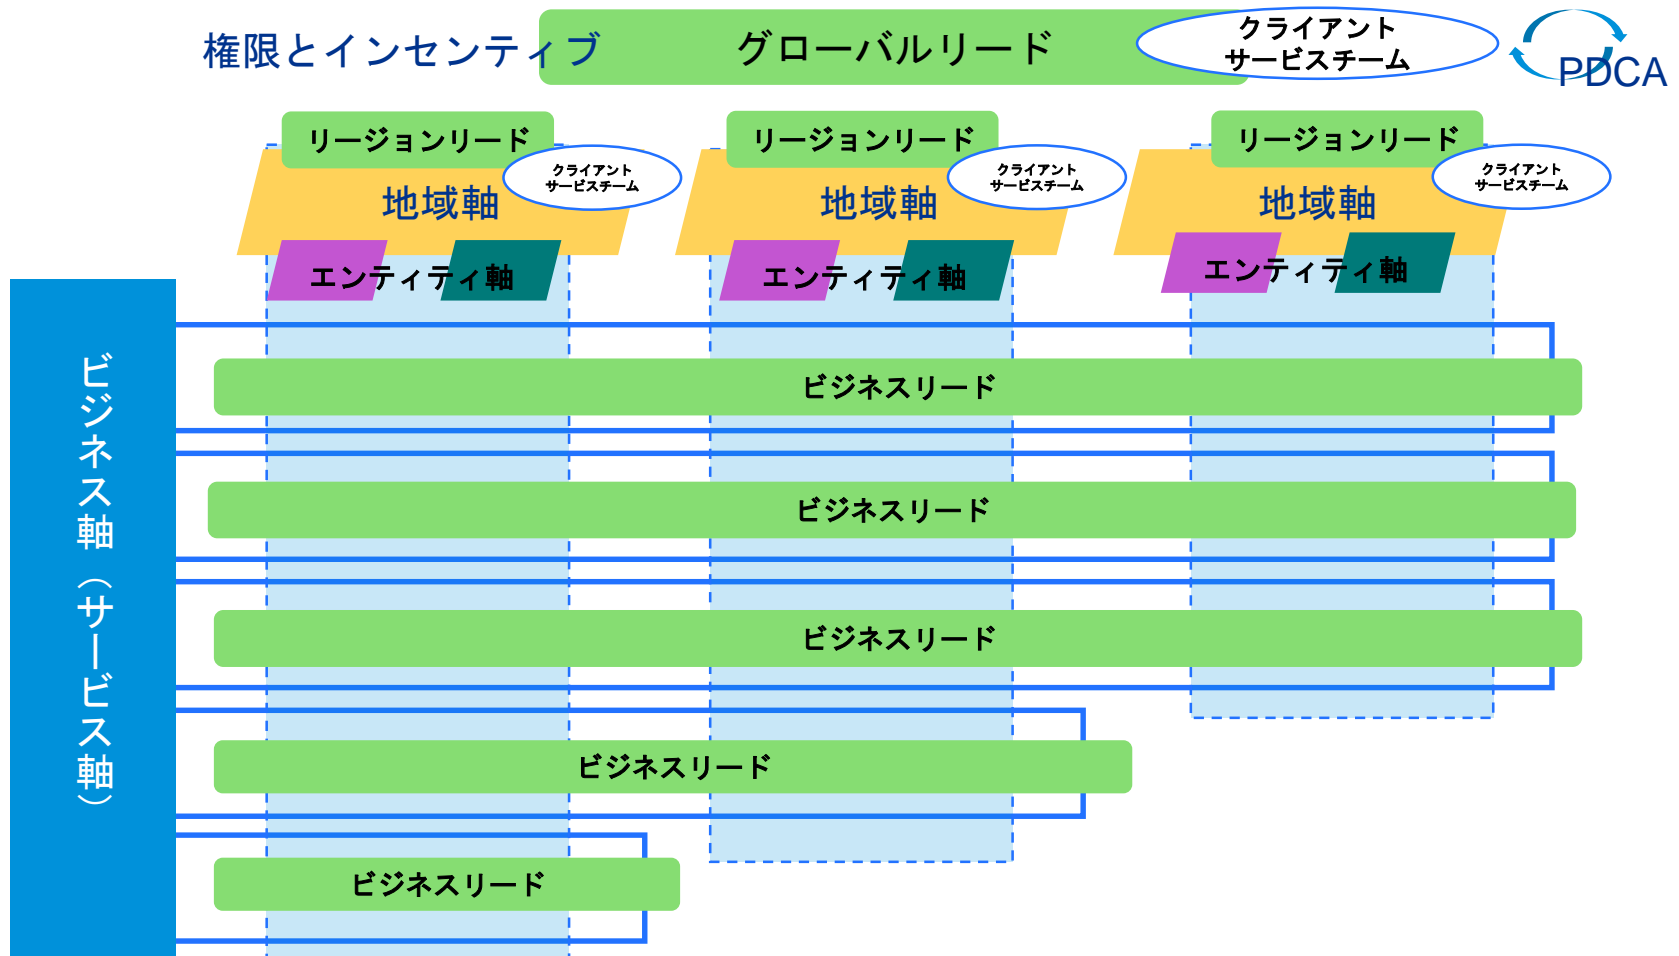 権限とインセンティブ
グローバルリード
クライアント
サービスチーム
PDCA
リージョンリード
クライアント
サービスチーム
地域軸
エンティティ軸
リージョンリード
クライアント
サービスチーム
地域軸
エンティティ軸
リージョンリード
クライアント
サービスチーム
地域軸
エンティティ軸
ビジネス軸（サービス軸）
ビジネスリード
ビジネスリード
ビジネスリード
ビジネスリード
ビジネスリード